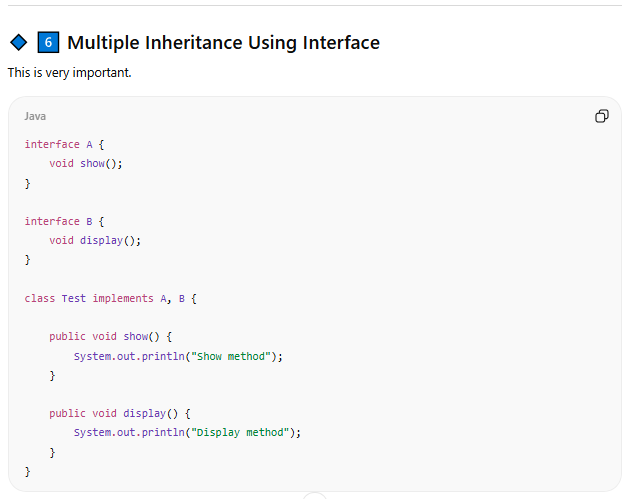 6 Multiple Inheritance Using Interface
This is very important.
Java
interface A {
    void show();
}

interface B {
    void display();
}

class Test implements A, B {

    public void show() {
        System.out.println("Show method");
    }

    public void display() {
        System.out.println("Display method");
    }
}